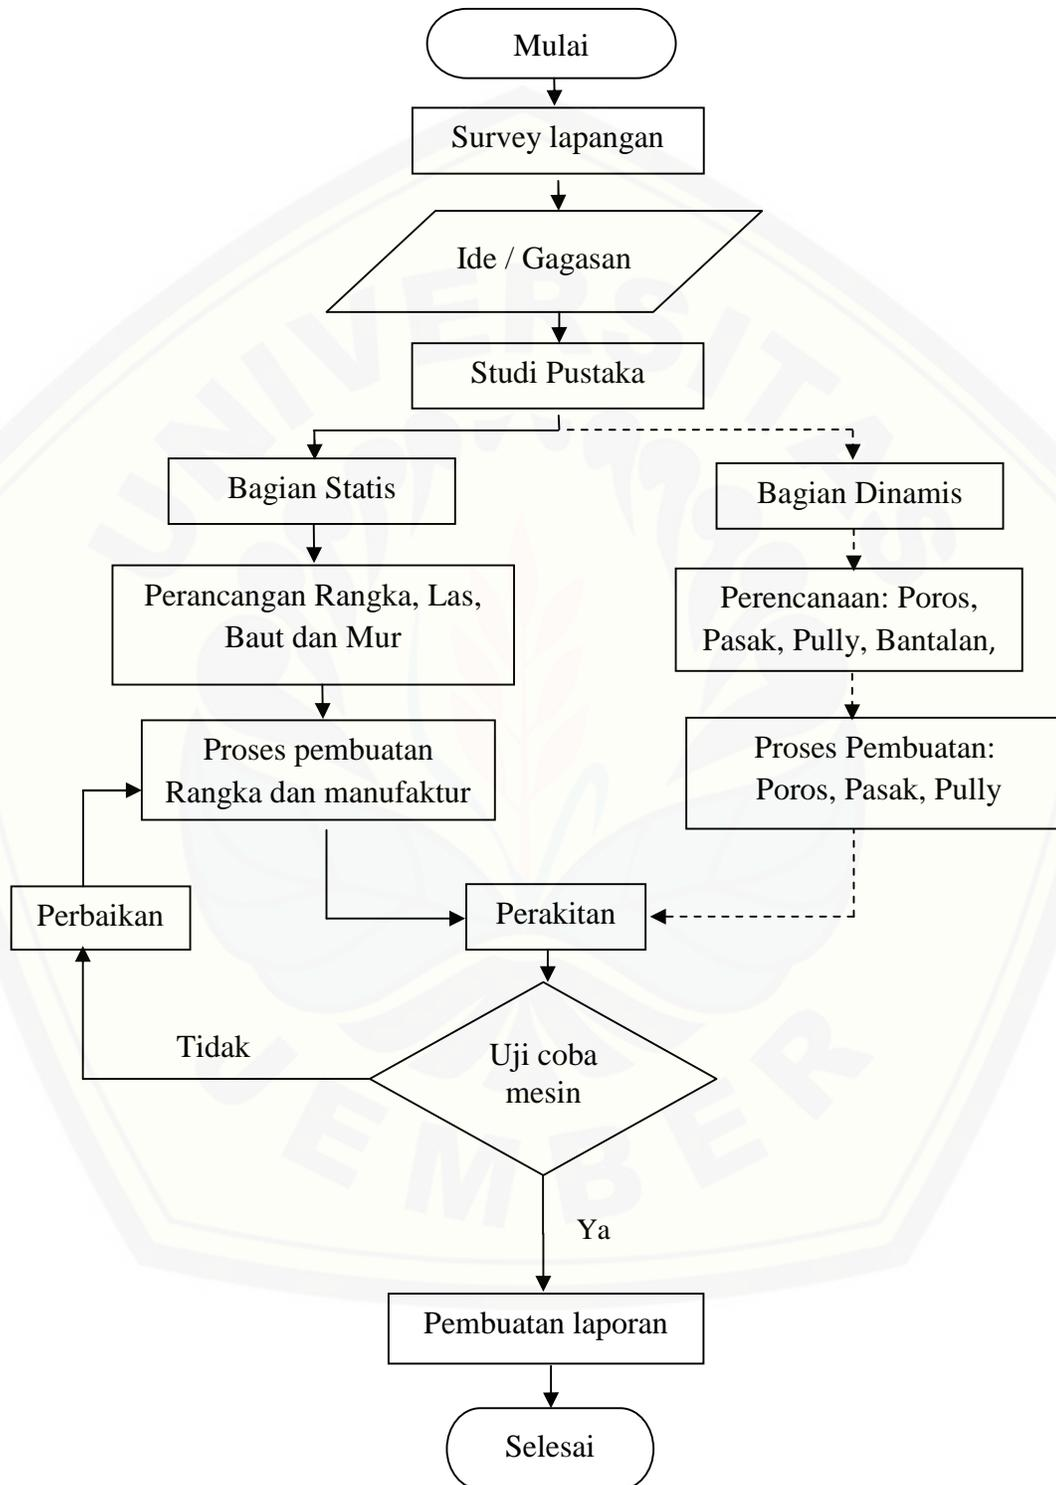 Mulai
Survey lapangan
Ide / Gagasan
Studi Pustaka
Bagian Statis
Bagian Dinamis
Perancangan Rangka, Las,
Baut dan Mur
Perencanaan: Poros,
Pasak, Pully, Bantalan,
Proses pembuatan
Rangka dan manufaktur
Proses Pembuatan:
Poros, Pasak, Pully
Perbaikan
Perakitan
Uji coba
mesin
Tidak
Ya
Pembuatan laporan
Selesai
UNIVERSITAS
JEMBER